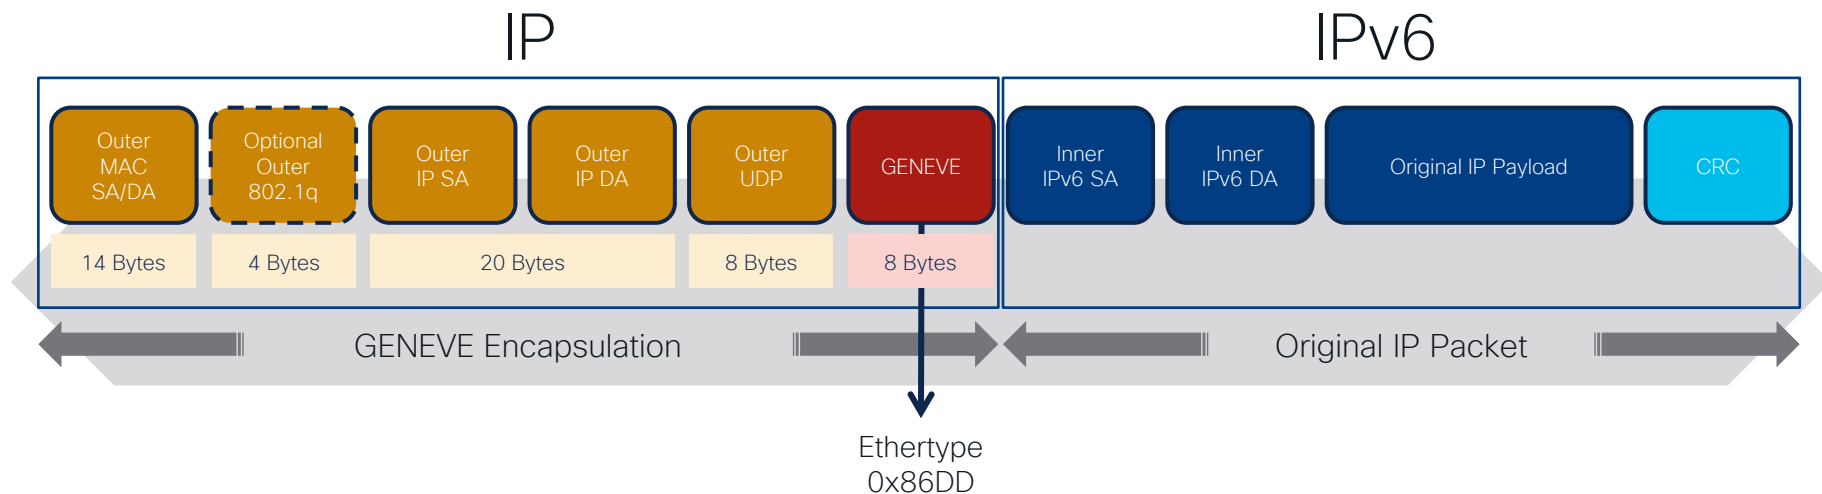 IP
IPv6
Outer
MAC
SA/DA
Optional
Outer
802.1q
Outer
IP SA
Outer
IP DA
Outer
UDP
GENEVE
Inner
IPv6 SA
Inner
IPv6 DA
Original IP Payload
CRC
14 Bytes
4 Bytes
20 Bytes
8 Bytes
8 Bytes
GENEVE Encapsulation
Original IP Packet
Ethertype
0x86DD